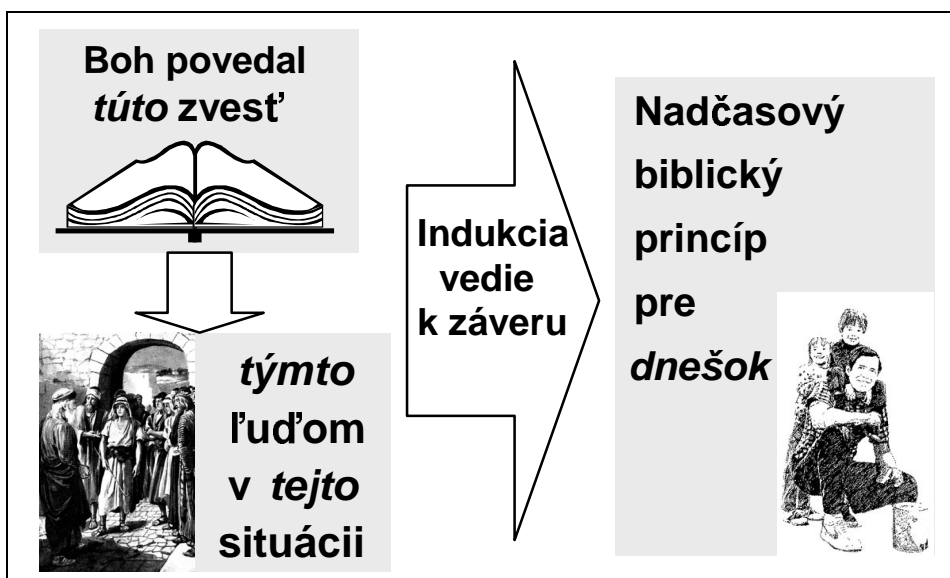 Boh povedal
túto zvesť
týmto
ľuďom
v tejto
situácii
Indukcia
vedie
k záveru
Nadčasový
biblický
princíp
pre
dnešok